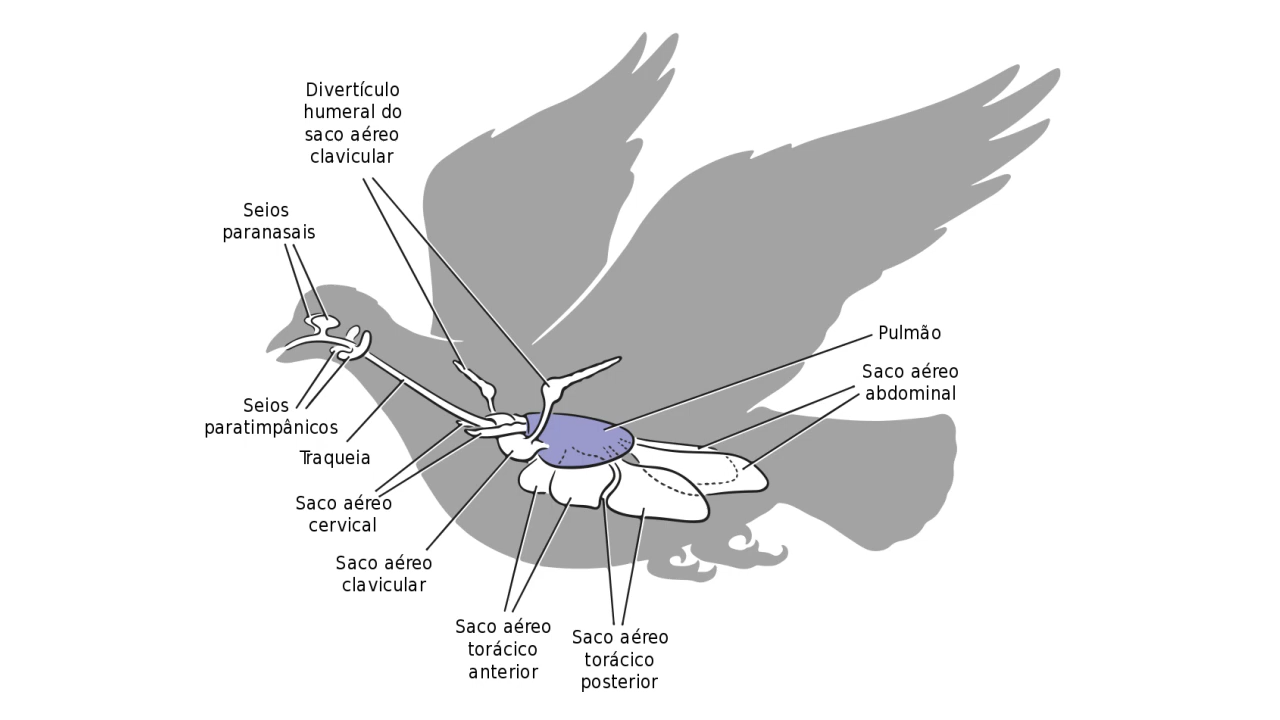 Divertículo
humeral do
saco aéreo
clavicular
Seios
paranasais
Pulmão
Saco aéreo
abdominal
Seios
paratimpânicos
Traqueia
Saco aéreo
cervical
Saco aéreo
clavicular
Saco aéreo
torácico
anterior
Saco aéreo
torácico
posterior